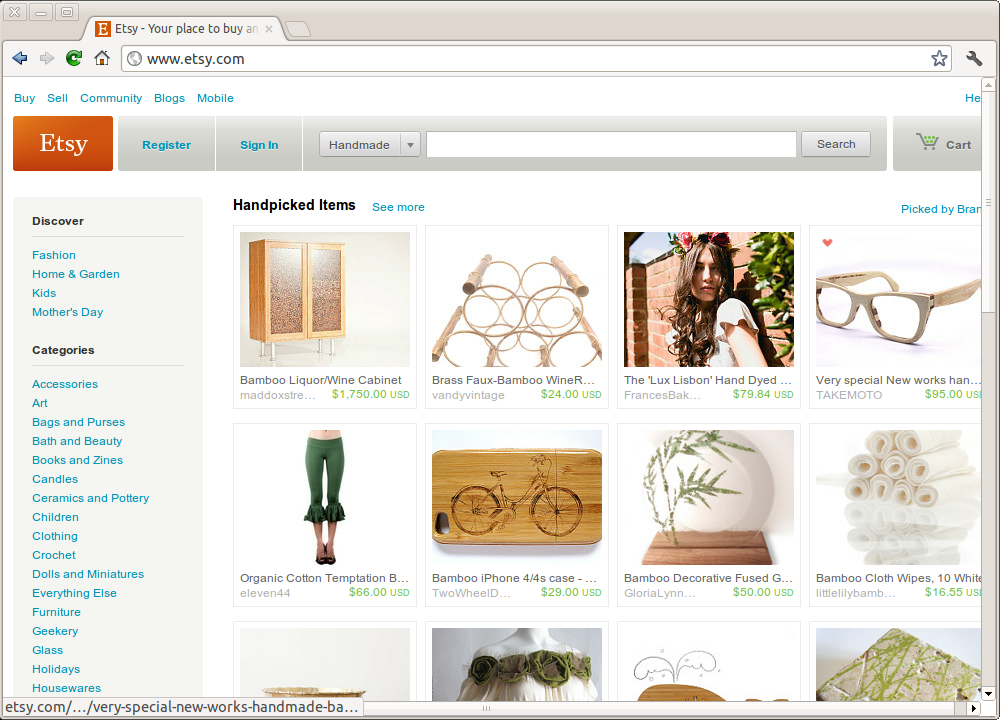 Etsy - Your place to buy an
www.etsy.com
Buy Sell Community Blogs Mobile He
Etsy Register Sign In Handmade Search Cart
Discover
Fashion
Home & Garden
Kids
Mother's Day
Categories
Accessories
Art
Bags and Purses
Bath and Beauty
Books and Zines
Candles
Ceramics and Pottery
Children
Clothing
Crochet
Dolls and Miniatures
Everything Else
Furniture
Geekery
Glass
Holidays
Housewares
Handpicked Items See more Picked by Bran
Bamboo Liquor/Wine Cabinet
maddoxstre... $1,750.00 USD
Brass Faux-Bamboo WineR...
vandyvintage $24.00 USD
The 'Lux Lisbon' Hand Dyed ...
FrancesBak... $79.84 USD
Very special New works han...
TAKEMOTO $95.00 USD
Organic Cotton Temptation B...
eleven44 $66.00 USD
Bamboo iPhone 4/4s case - ...
TwoWheelD... $29.00 USD
Bamboo Decorative Fused G...
GloriaLynn... $50.00 USD
Bamboo Cloth Wipes, 10 White
littlelilybamb... $16.55 USD
etsy.com/.../very-special-new-works-handmade-ba...